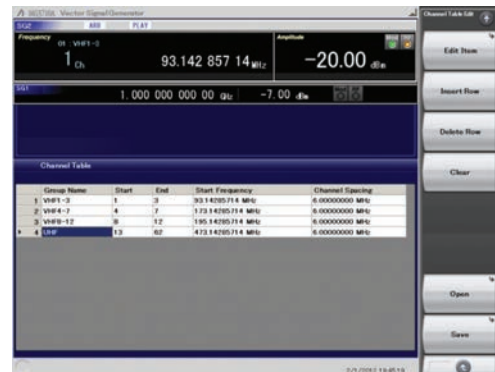 MG3710A Vector Signal Generator
SG2 ARB PLAY
Frequency
01 : VHF1-3
1 Ch
93.142 857 14 MHz
Amplitude
-20.00 dBm
SG1
1. 000 000 000 00 GHz
-7. 00 dBm
Channel Table
Group Name Start End Start Frequency Channel Spacing
1 VHF1-3 1 3 93.14285714 MHz 6.00000000 MHz
2 VHF4-7 4 7 173.14285714 MHz 6.00000000 MHz
3 VHF8-12 8 12 195.14285714 MHz 6.00000000 MHz
4 UHF 13 62 473.14285714 MHz 6.00000000 MHz
Channel Table Edit
Edit Item
Insert Row
Delete Row
Clear
Open
Save